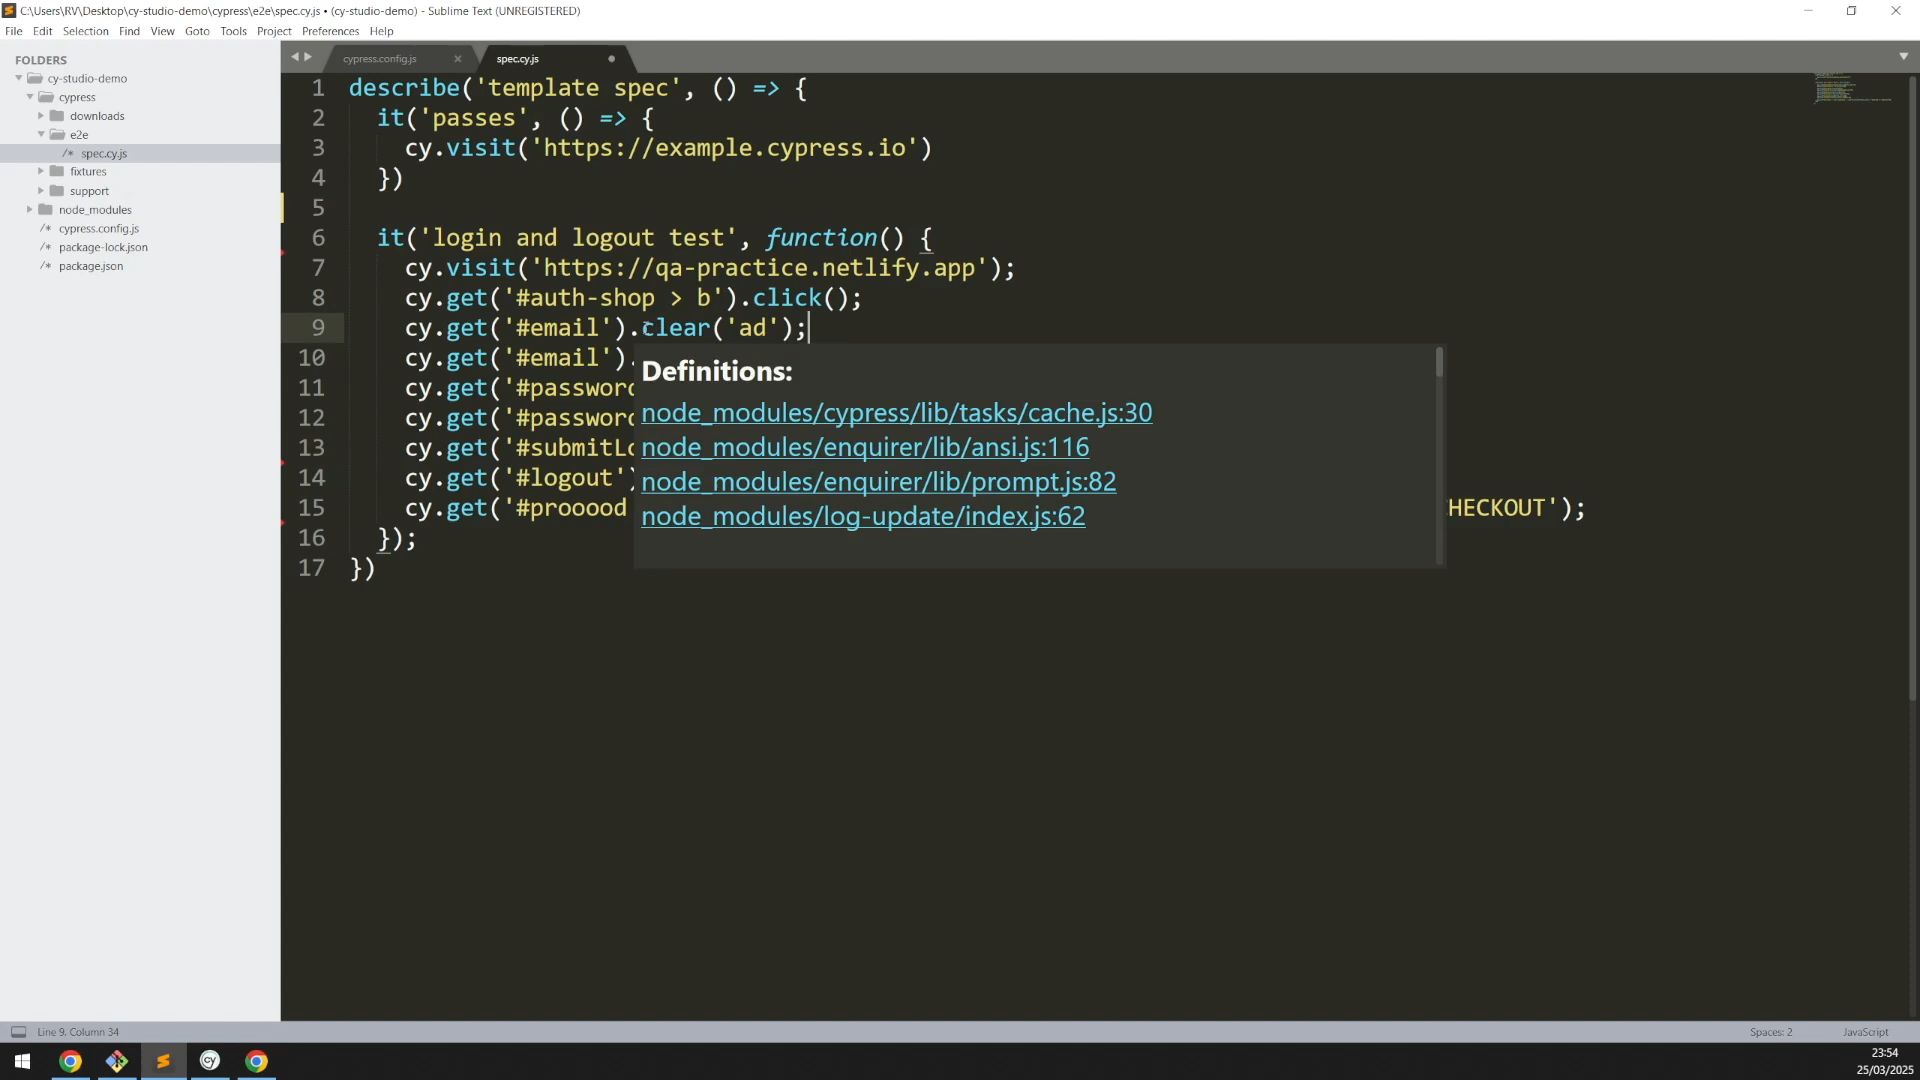 C:\Users\RV\Desktop\cy-studio-demo\cypress\e2e\spec.cy.js • (cy-studio-demo) - Sublime Text (UNREGISTERED)
File Edit Selection Find View Goto Tools Project Preferences Help
FOLDERS
cy-studio-demo
cypress
downloads
e2e
/* spec.cy.js
fixtures
support
node_modules
/* cypress.config.js
/* package-lock.json
/* package.json
cypress.config.js
spec.cy.js
1 describe('template spec', () => {
2 it('passes', () => {
3 cy.visit('https://example.cypress.io')
4 })
5
6 it('login and logout test', function() {
7 cy.visit('https://qa-practice.netlify.app');
8 cy.get('#auth-shop > b').click();
9 cy.get('#email').clear('ad');
10 cy.get('#email').
11 cy.get('#password
12 cy.get('#password
13 cy.get('#submitLo
14 cy.get('#logout')
15 cy.get('#prooood CHECKOUT');
16 });
17 })
Definitions:
node_modules/cypress/lib/tasks/cache.js:30
node_modules/enquirer/lib/ansi.js:116
node_modules/enquirer/lib/prompt.js:82
node_modules/log-update/index.js:62
Line 9, Column 34
Spaces: 2
JavaScript
cy
23:54
25/03/2025